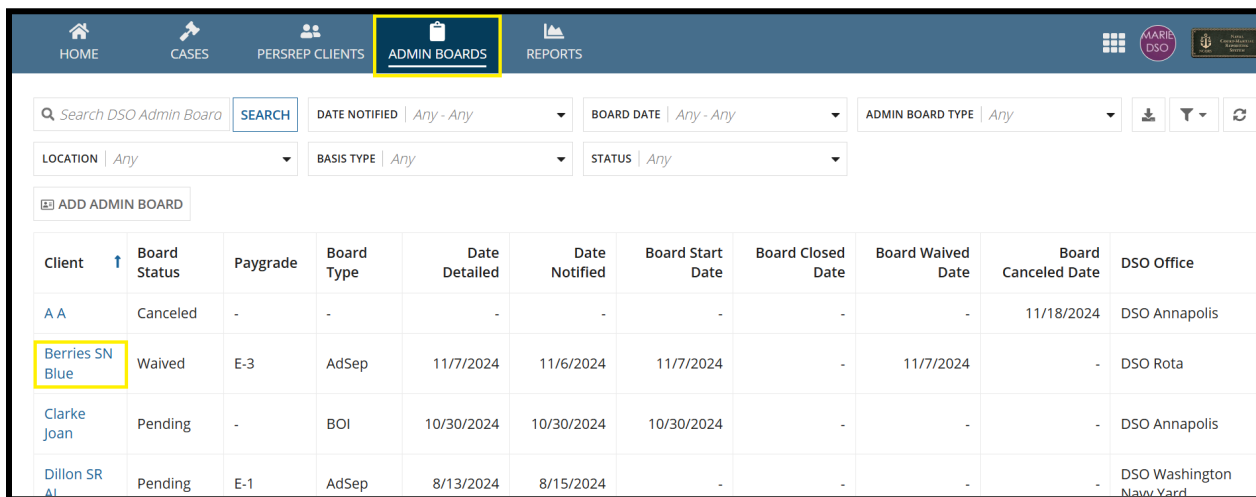 HOME CASES PERSREP CLIENTS ADMIN BOARDS REPORTS MARIE
DSO
Search DSO Admin Board SEARCH DATE NOTIFIED Any - Any BOARD DATE Any - Any ADMIN BOARD TYPE Any
LOCATION Any BASIS TYPE Any STATUS Any
ADD ADMIN BOARD
Client Board Status Paygrade Board Type Date Detailed Date Notified Board Start Date Board Closed Date Board Waived Date Board Canceled Date DSO Office
A A Canceled - - - - - - - 11/18/2024 DSO Annapolis
Berries SN Blue Waived E-3 AdSep 11/7/2024 11/6/2024 11/7/2024 - 11/7/2024 - DSO Rota
Clarke Joan Pending - BOI 10/30/2024 10/30/2024 10/30/2024 - - - DSO Annapolis
Dillon SR Al Pending E-1 AdSep 8/13/2024 8/15/2024 - - - - DSO Washington Navy Yard